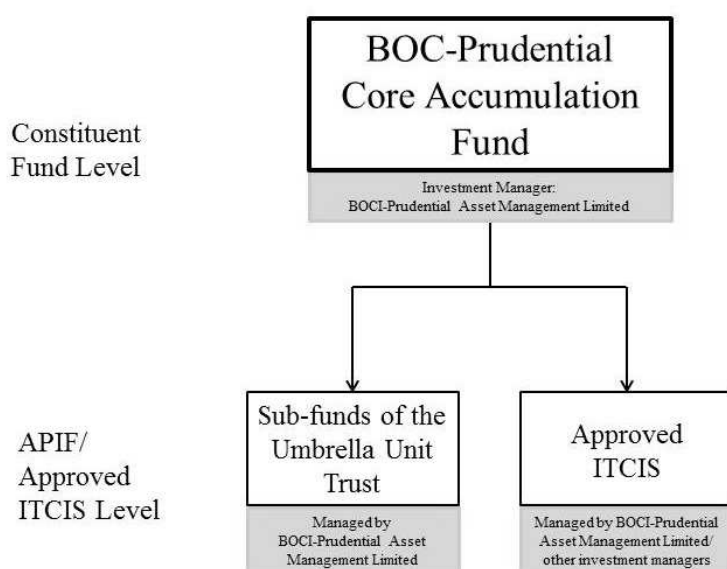 BOC-Prudential
Core Accumulation
Fund
Constituent
Fund Level
Investment Manager:
BOCI-Prudential Asset Management Limited
Sub-funds of the
Umbrella Unit
Trust
Approved
ITCIS
APIF/
Approved
ITCIS Level
Managed by
BOCI-Prudential Asset
Management Limited
Managed by BOCI-Prudential
Asset Management Limited/
other investment managers